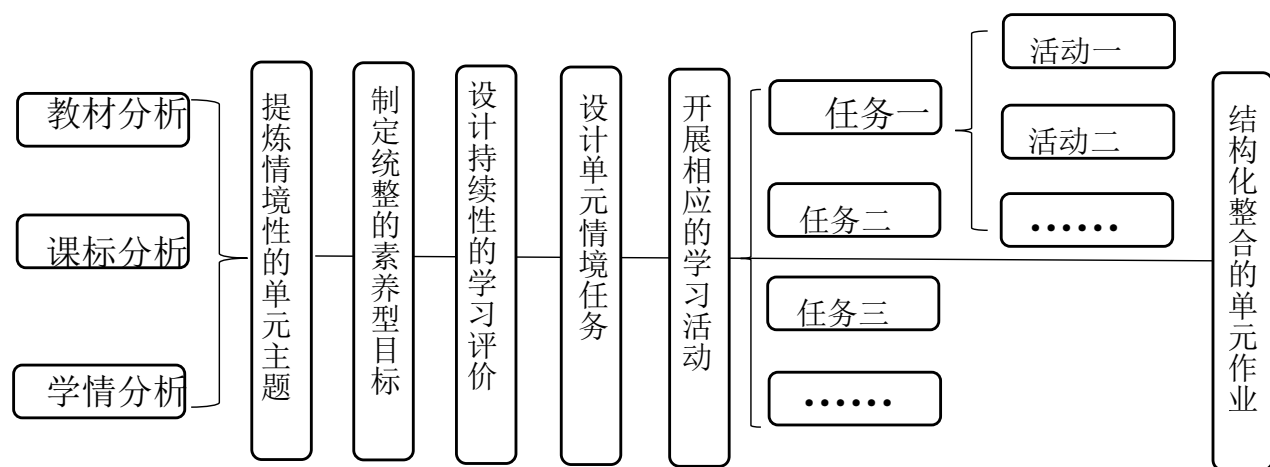 教材分析
课标分析
学情分析
提炼情境性的单元主题
制定统整的素养型目标
设计持续性的学习评价
设计单元情境任务
开展相应的学习活动
任务一
任务二
任务三
……
活动一
活动二
……
结构化整合的单元作业